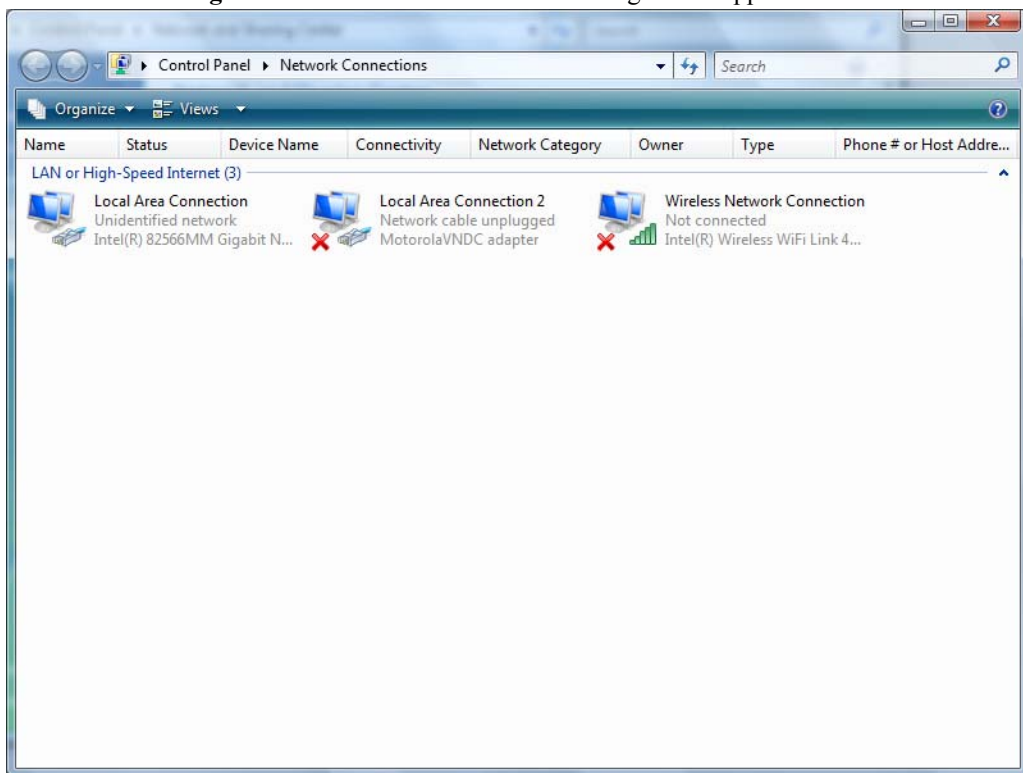 Control Panel Network Connections Search
Organize Views
Name Status Device Name Connectivity Network Category Owner Type Phone # or Host Addre...
LAN or High-Speed Internet (3)
Local Area Connection
Unidentified network
Intel(R) 82566MM Gigabit N...
Local Area Connection 2
Network cable unplugged
MotorolaVNDC adapter
Wireless Network Connection
Not connected
Intel(R) Wireless WiFi Link 4...